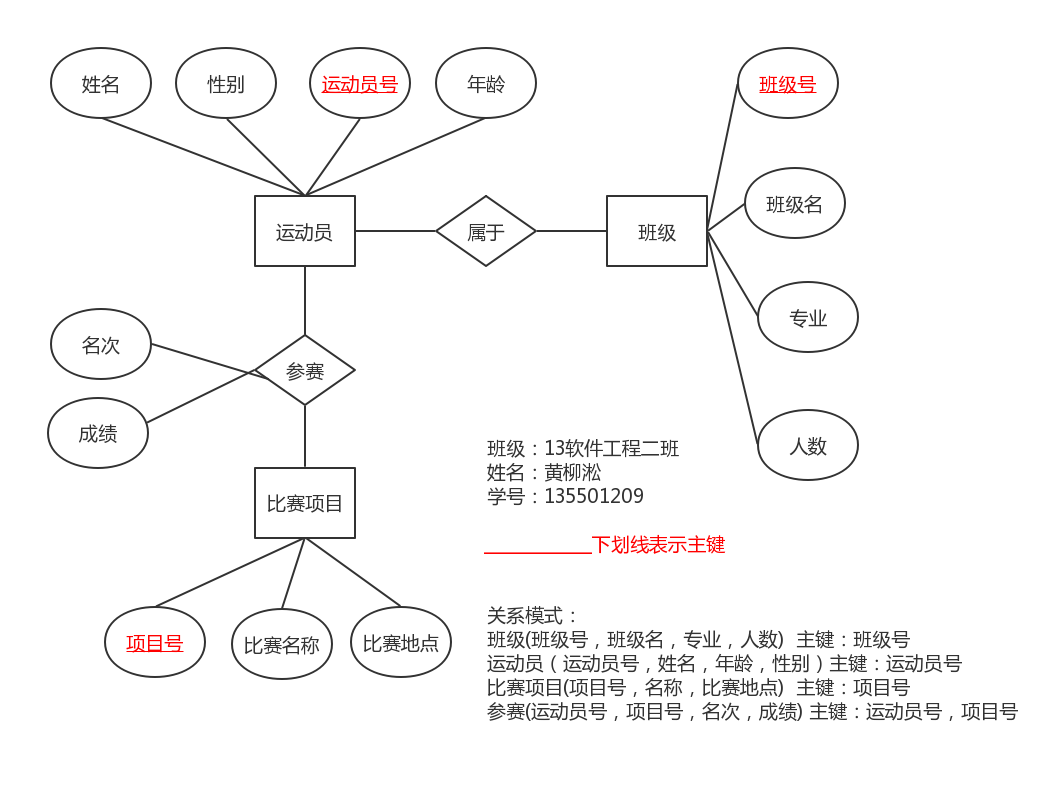 姓名
性别
运动员号
年龄
班级号
班级名
运动员
属于
班级
专业
名次
参赛
成绩
人数
班级：13软件工程二班
姓名：黄柳淞
学号：135501209
比赛项目
___________下划线表示主键
项目号
比赛名称
比赛地点
关系模式：
班级(班级号，班级名，专业，人数)  主键：班级号
运动员（运动员号，姓名，年龄，性别）主键：运动员号
比赛项目(项目号，名称，比赛地点)  主键：项目号
参赛(运动员号，项目号，名次，成绩) 主键：运动员号，项目号